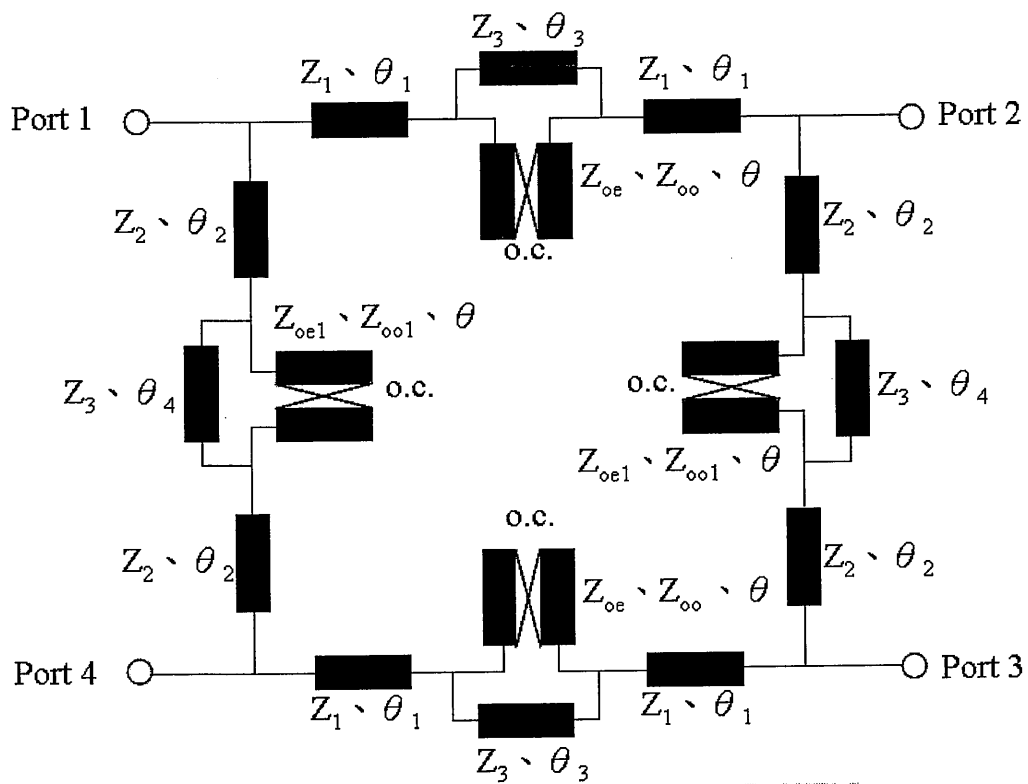 Z₃、θ₃
Z₁、θ₁
Z₁、θ₁
Port 1
Port 2
Z₂、θ₂
Zₒₑ、Zₒₒ、θ
Z₂、θ₂
o.c.
Zₒₑ₁、Zₒₒ₁、θ
Z₃、θ₄
o.c.
o.c.
Z₃、θ₄
Zₒₑ₁、Zₒₒ₁、θ
o.c.
Z₂、θ₂
Zₒₑ、Zₒₒ、θ
Z₂、θ₂
Port 4
Port 3
Z₁、θ₁
Z₁、θ₁
Z₃、θ₃